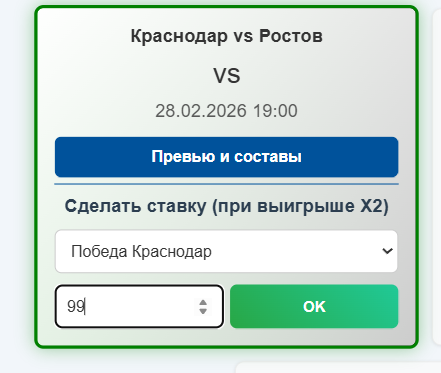 Краснодар vs Ростов
VS
28.02.2026 19:00
Превью и составы
Сделать ставку (при выигрыше X2)
Победа Краснодар
99
OK